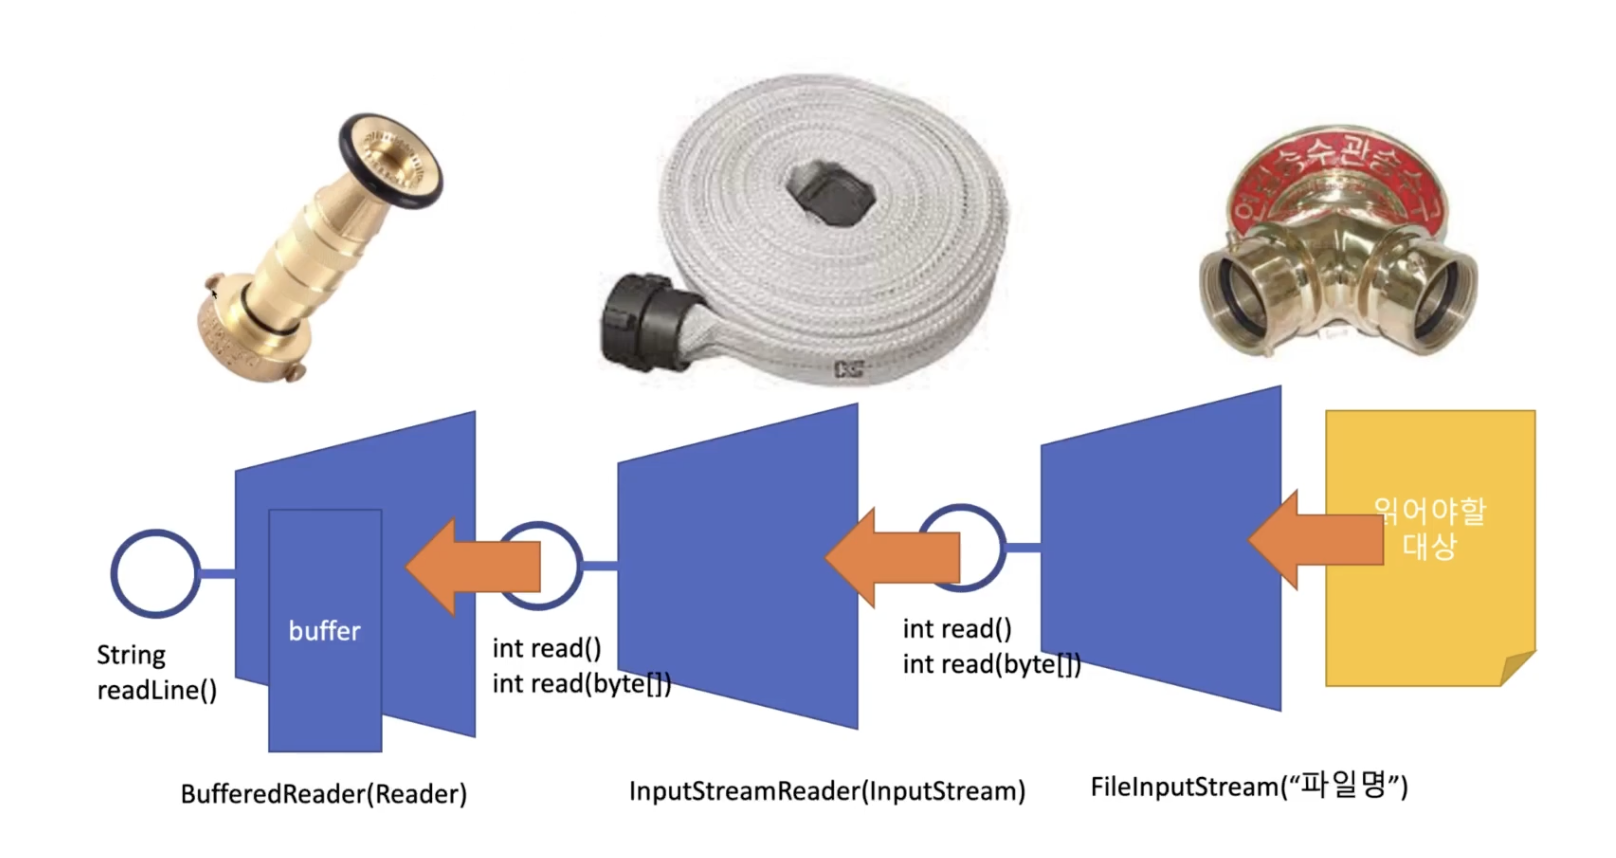 연결송수관송수구
읽어야할
대상
buffer
String
readLine()
int read()
int read(byte[])
int read()
int read(byte[])
BufferedReader(Reader)
InputStreamReader(InputStream)
FileInputStream(“파일명”)